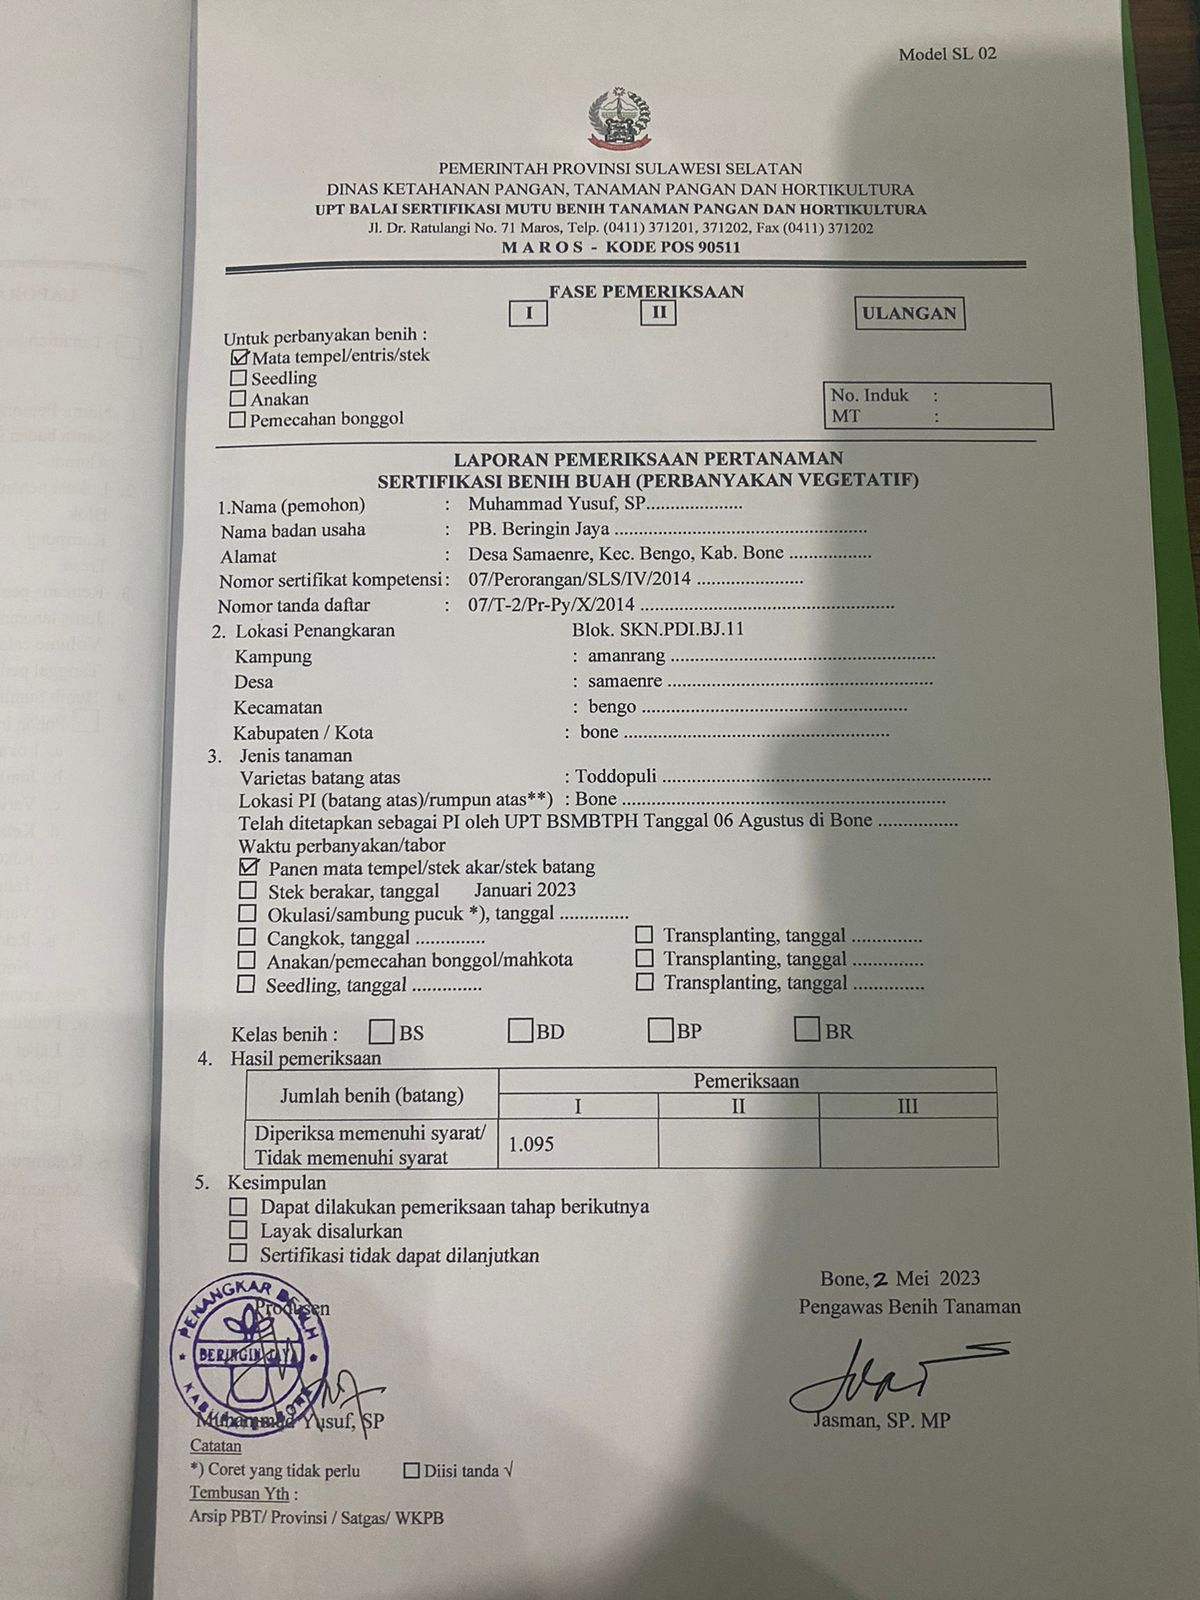 Model SL 02
PEMERINTAH PROVINSI SULAWESI SELATAN
DINAS KETAHANAN PANGAN, TANAMAN PANGAN DAN HORTIKULTURA
UPT BALAI SERTIFIKASI MUTU BENIH TANAMAN PANGAN DAN HORTIKULTURA
Jl. Dr. Ratulangi No. 71 Maros, Telp. (0411) 371201, 371202, Fax (0411) 371202
M A R O S - KODE POS 90511
FASE PEMERIKSAAN
I II ULANGAN
Untuk perbanyakan benih :
☑ Mata tempel/entris/stek
☐ Seedling
☐ Anakan
☐ Pemecahan bonggol
No. Induk :
MT :
LAPORAN PEMERIKSAAN PERTANAMAN
SERTIFIKASI BENIH BUAH (PERBANYAKAN VEGETATIF)
1.Nama (pemohon) : Muhammad Yusuf, SP....................
Nama badan usaha : PB. Beringin Jaya ....................................................
Alamat : Desa Samaenre, Kec. Bengo, Kab. Bone .................
Nomor sertifikat kompetensi : 07/Perorangan/SLS/IV/2014 ......................
Nomor tanda daftar : 07/T-2/Pr-Py/X/2014 ....................................................
2. Lokasi Penangkaran Blok. SKN.PDI.BJ.11
Kampung : amanrang .......................................................
Desa : samaenre .......................................................
Kecamatan : bengo .......................................................
Kabupaten / Kota : bone .......................................................
3. Jenis tanaman
Varietas batang atas : Toddopuli ....................................................................
Lokasi PI (batang atas)/rumpun atas**) : Bone ...................................................................
Telah ditetapkan sebagai PI oleh UPT BSMBTPH Tanggal 06 Agustus di Bone ................
Waktu perbanyakan/tabor
☑ Panen mata tempel/stek akar/stek batang
☐ Stek berakar, tanggal Januari 2023
☐ Okulasi/sambung pucuk *), tanggal ..............
☐ Cangkok, tanggal .............. ☐ Transplanting, tanggal ..............
☐ Anakan/pemecahan bonggol/mahkota ☐ Transplanting, tanggal ..............
☐ Seedling, tanggal .............. ☐ Transplanting, tanggal ..............
Kelas benih : ☐ BS ☐ BD ☐ BP ☐ BR
4. Hasil pemeriksaan
Jumlah benih (batang) Pemeriksaan
I II III
Diperiksa memenuhi syarat/
Tidak memenuhi syarat 1.095
5. Kesimpulan
☐ Dapat dilakukan pemeriksaan tahap berikutnya
☐ Layak disalurkan
☐ Sertifikasi tidak dapat dilanjutkan
Bone, 2 Mei 2023
Produsen Pengawas Benih Tanaman
PENANGKAR BENIH
BERINGIN JAYA
KABUPATEN BONE
Muhammad Yusuf, SP Jasman, SP. MP
Catatan
*) Coret yang tidak perlu ☐ Diisi tanda √
Tembusan Yth :
Arsip PBT/ Provinsi / Satgas/ WKPB